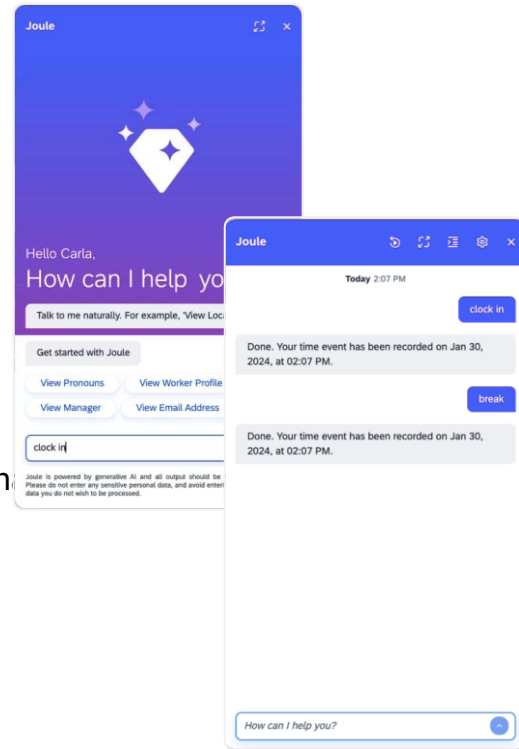 Joule
Hello Carla,
How can I help yo
Talk to me naturally. For example, 'View Loc
Get started with Joule
View Pronouns
View Worker Profile
View Manager
View Email Address
clock in
Joule is powered by generative AI and all output should be
Please do not enter any sensitive personal data, and avoid
data you do not wish to be processed.
Joule
Today 2:07 PM
clock in
Done. Your time event has been recorded on Jan 30,
2024, at 02:07 PM.
break
Done. Your time event has been recorded on Jan 30,
2024, at 02:07 PM.
How can I help you?